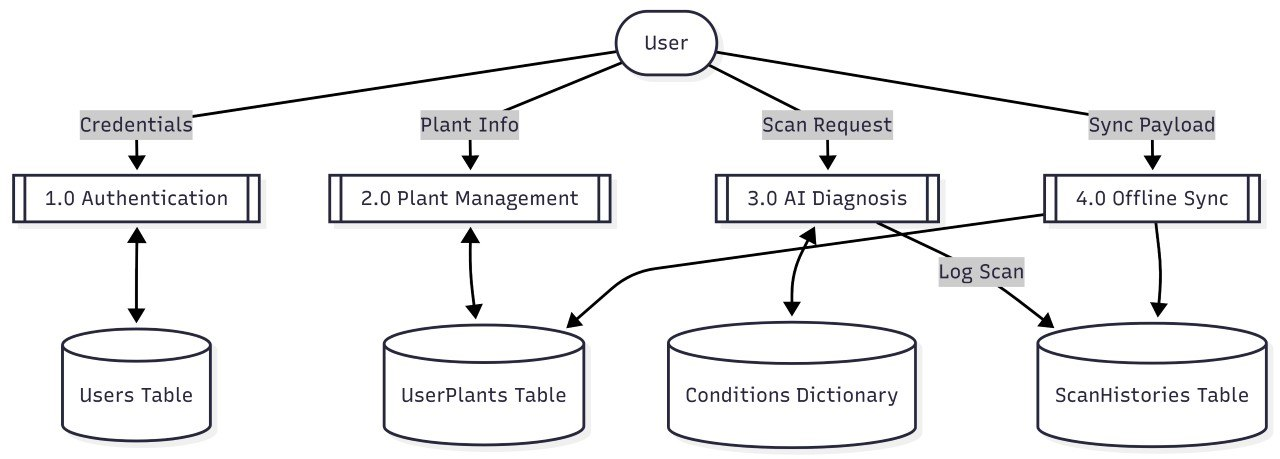 User
Credentials
Plant Info
Scan Request
Sync Payload
1.0 Authentication
2.0 Plant Management
3.0 AI Diagnosis
4.0 Offline Sync
Log Scan
Users Table
UserPlants Table
Conditions Dictionary
ScanHistories Table